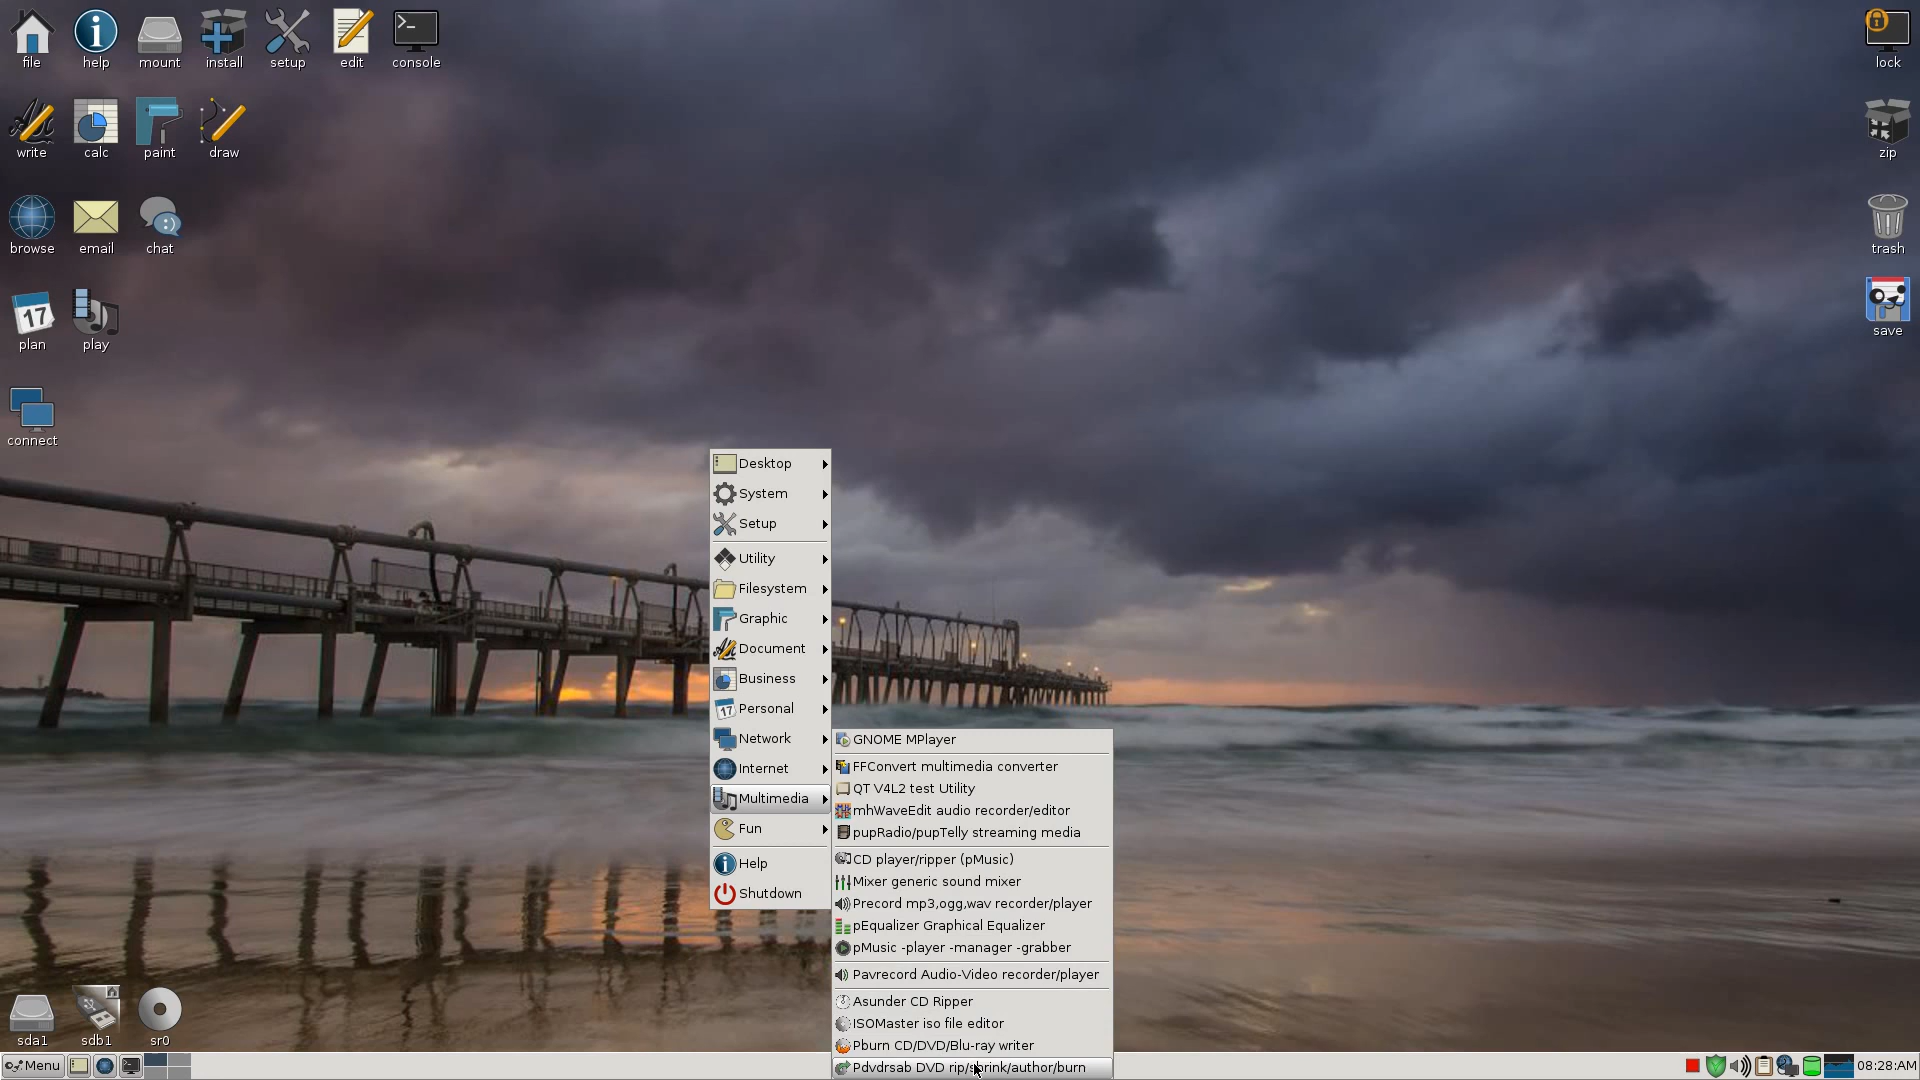 file
help
mount
install
setup
edit
console
lock
write
calc
paint
draw
zip
browse
email
chat
trash
17
plan
play
save
connect
Desktop
System
Setup
Utility
Filesystem
Graphic
Document
Business
17
Personal
Network
Internet
Multimedia
Fun
Help
Shutdown
GNOME MPlayer
FFConvert multimedia converter
QT V4L2 test Utility
mhWaveEdit audio recorder/editor
pupRadio/pupTelly streaming media
CD player/ripper (pMusic)
Mixer generic sound mixer
Precord mp3,ogg,wav recorder/player
pEqualizer Graphical Equalizer
pMusic -player -manager -grabber
Pavrecord Audio-Video recorder/player
Asunder CD Ripper
ISOMaster iso file editor
Pburn CD/DVD/Blu-ray writer
Pdvdrsab DVD rip/shrink/author/burn
sda1
sdb1
sr0
Menu
08:28:AM